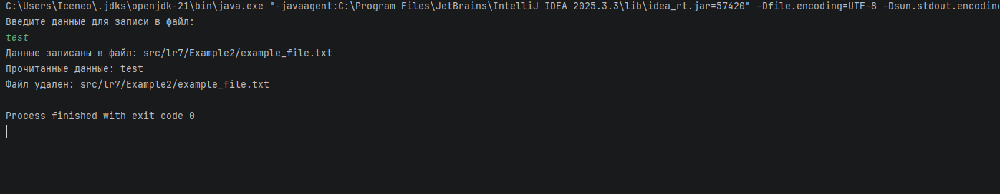 C:\Users\Iceneo\.jdks\openjdk-21\bin\java.exe "-javaagent:C:\Program Files\JetBrains\IntelliJ IDEA 2025.3.3\lib\idea_rt.jar=57420" -Dfile.encoding=UTF-8 -Dsun.stdout.encoding
Введите данные для записи в файл:
test
Данные записаны в файл: src/lr7/Example2/example_file.txt
Прочитанные данные: test
Файл удален: src/lr7/Example2/example_file.txt
Process finished with exit code 0